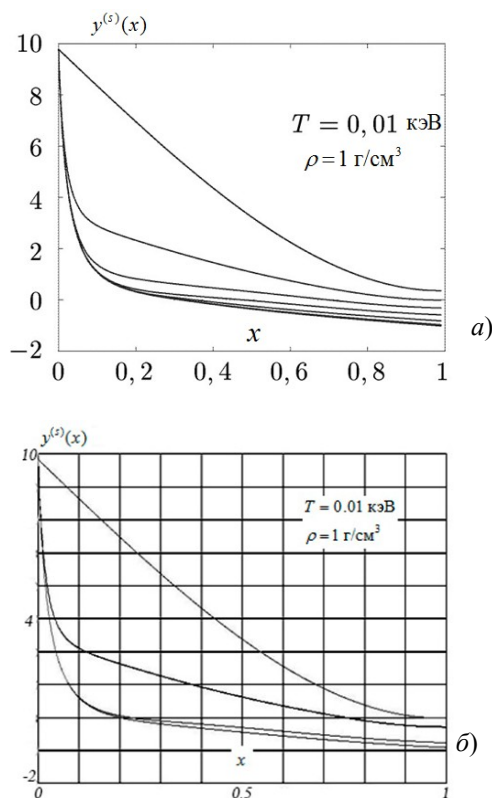 y⁽ˢ⁾(x)
10
8
T = 0,01 кэВ
ρ = 1 г/см³
6
4
2
0
x
а)
−2
0 0,2 0,4 0,6 0,8 1
y⁽ˢ⁾(x)
10
T = 0.01 кэВ
ρ = 1 г/см³
4
x
б)
-2
0 0.5 1